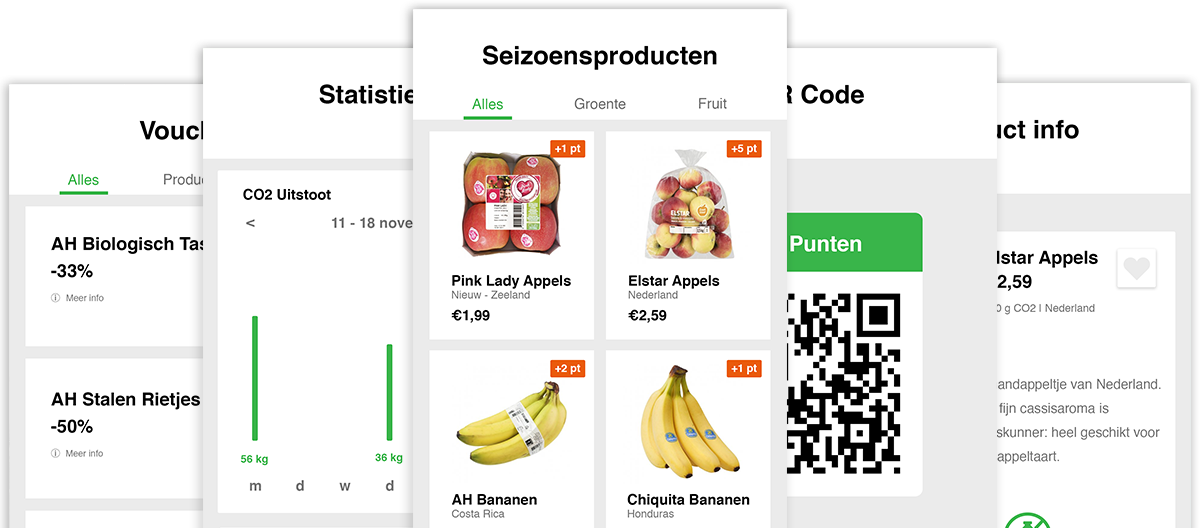 Vouch
Alles
Produ
AH Biologisch Tas
-33%
Meer info
AH Stalen Rietjes
-50%
Meer info
Statistie
CO2 Uitstoot
< 11 - 18 nove
56 kg
36 kg
m d w d
Seizoensproducten
Alles Groente Fruit
+1 pt
PINK LADY
Pink Lady Appels
Nieuw - Zeeland
€1,99
+5 pt
ELSTAR
Elstar Appels
Nederland
€2,59
+2 pt
AH Bananen
Costa Rica
+1 pt
Chiquita Bananen
Honduras
R Code
Punten
uct info
lstar Appels
2,59
0 g CO2 I Nederland
andappeltje van Nederland.
fijn cassisaroma is
skunner: heel geschikt voor
appeltaart.